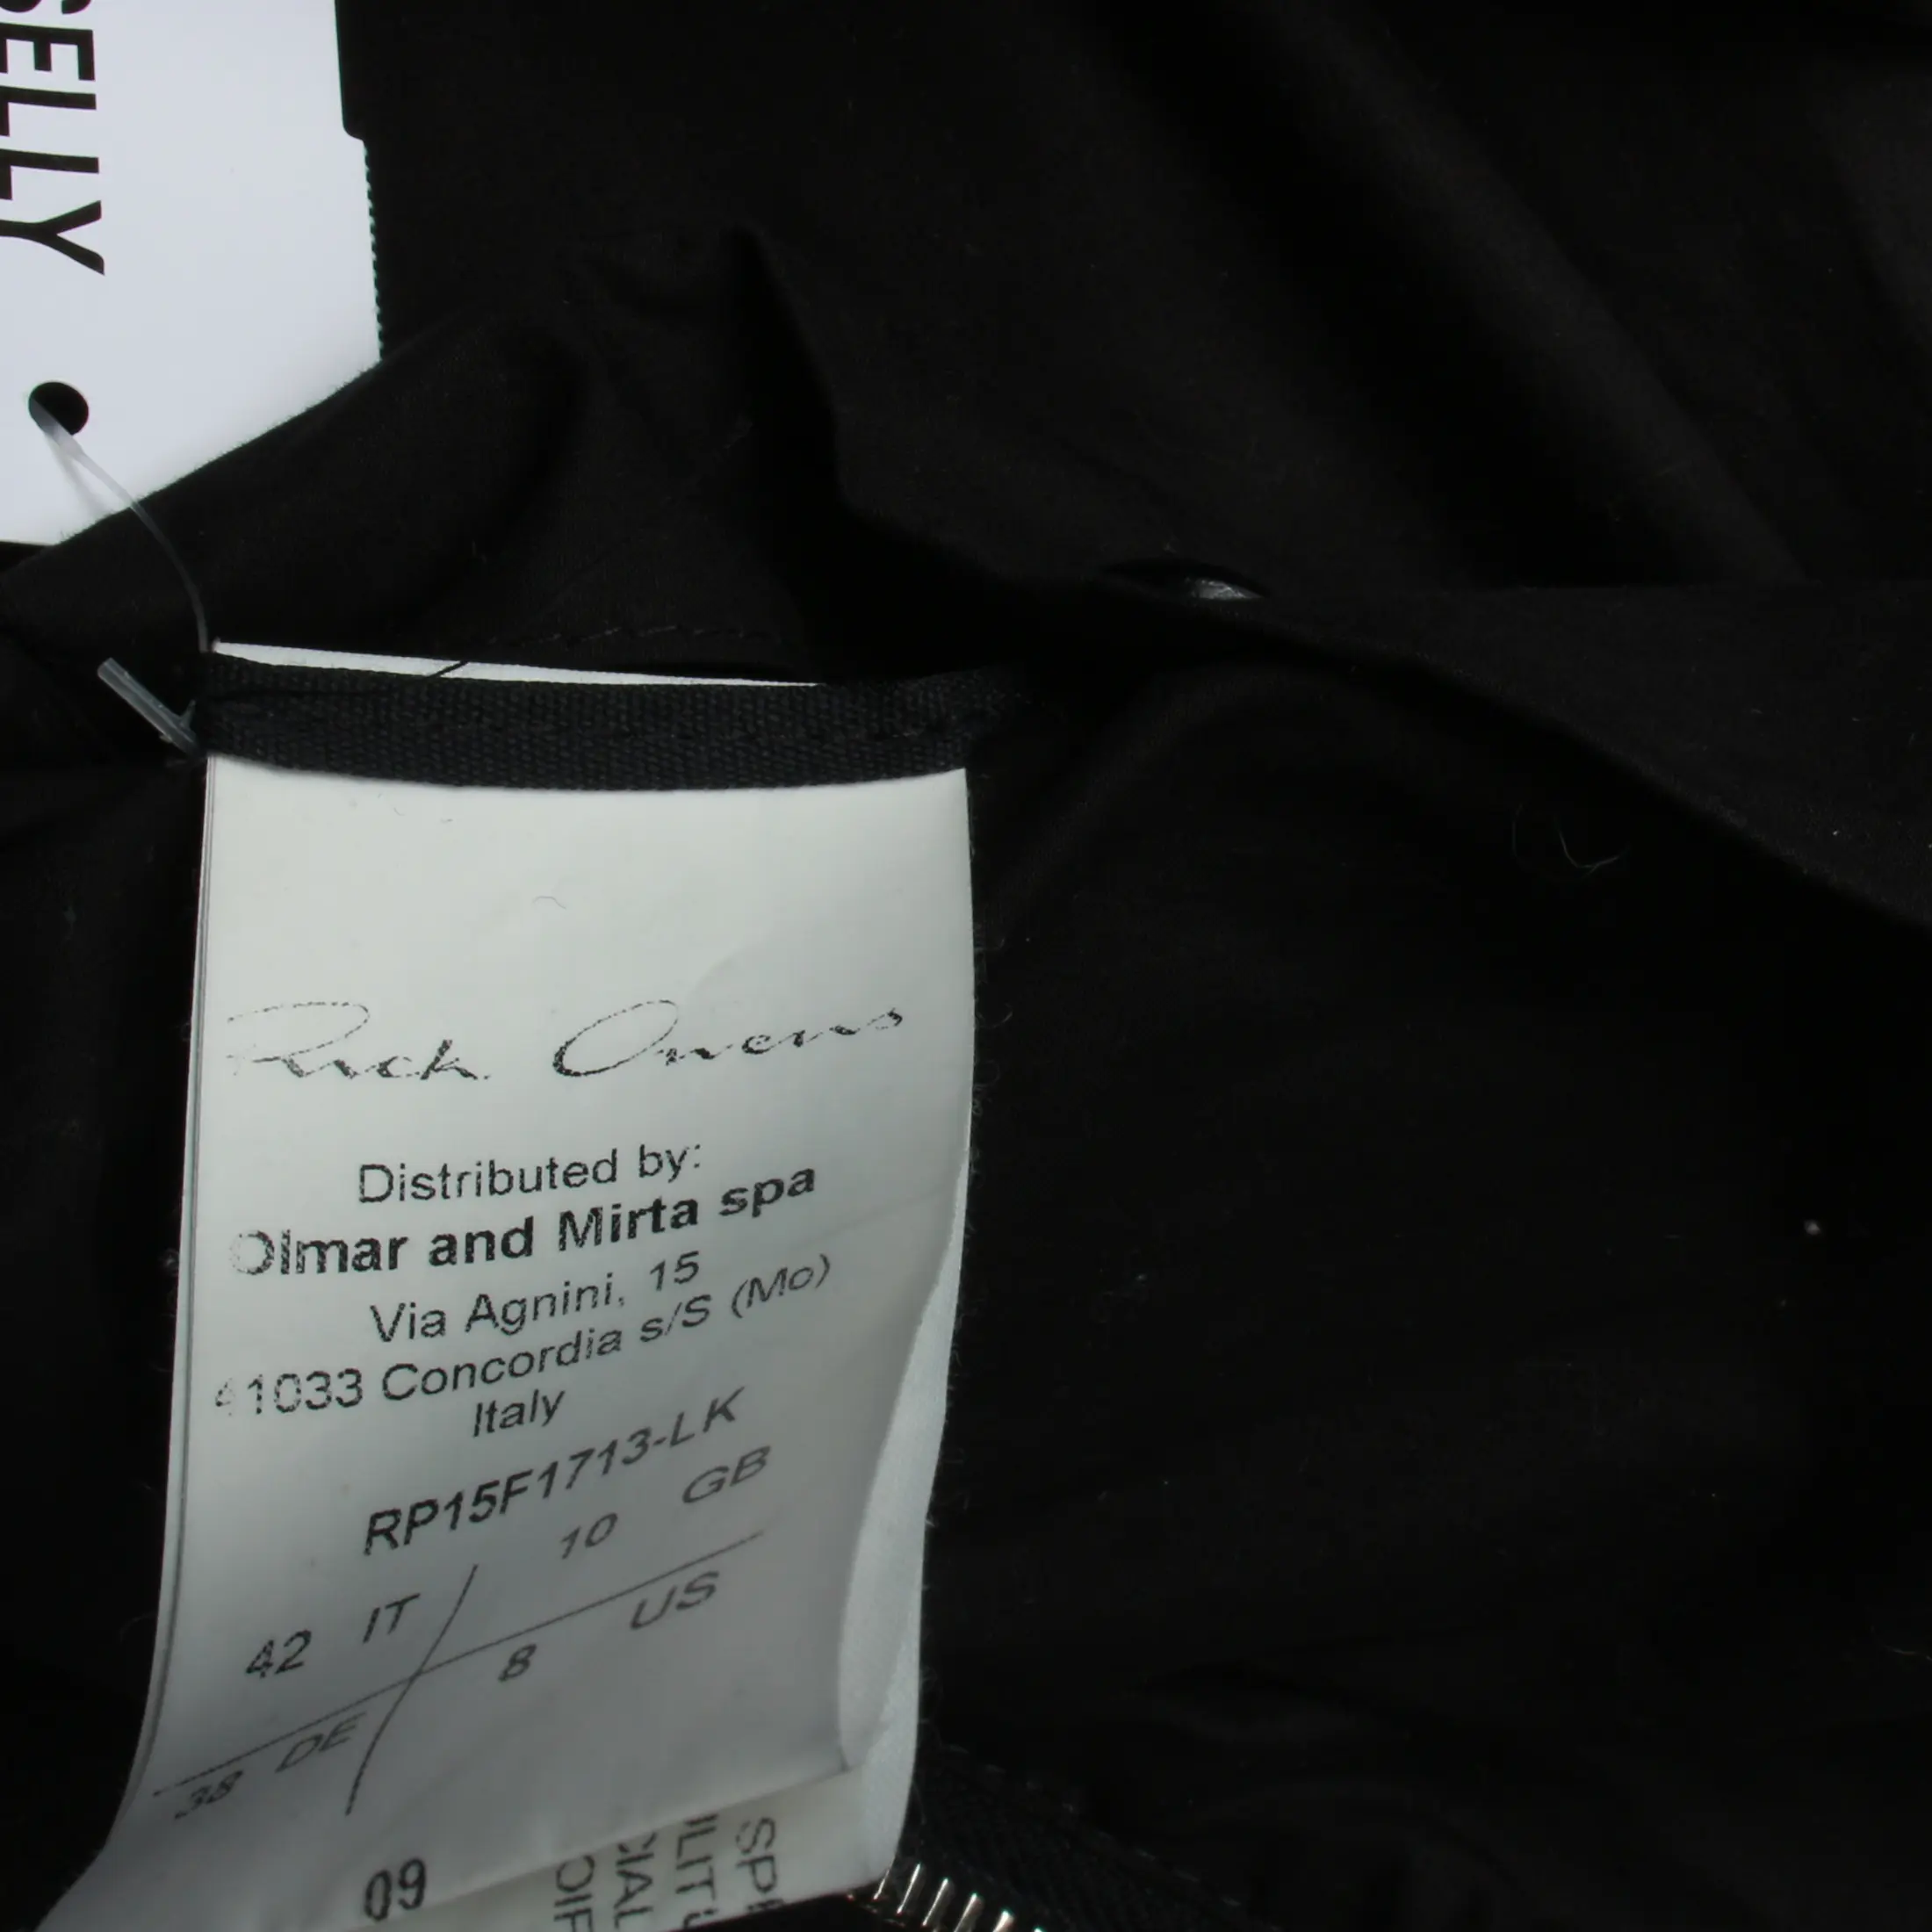 SELLY
Rick Owens
Distributed by:
Olmar and Mirta spa
Via Agnini, 15
41033 Concordia s/S (Mo)
Italy
RP15F1713-LK
42 IT 10 GB
38 DE 8 US
09